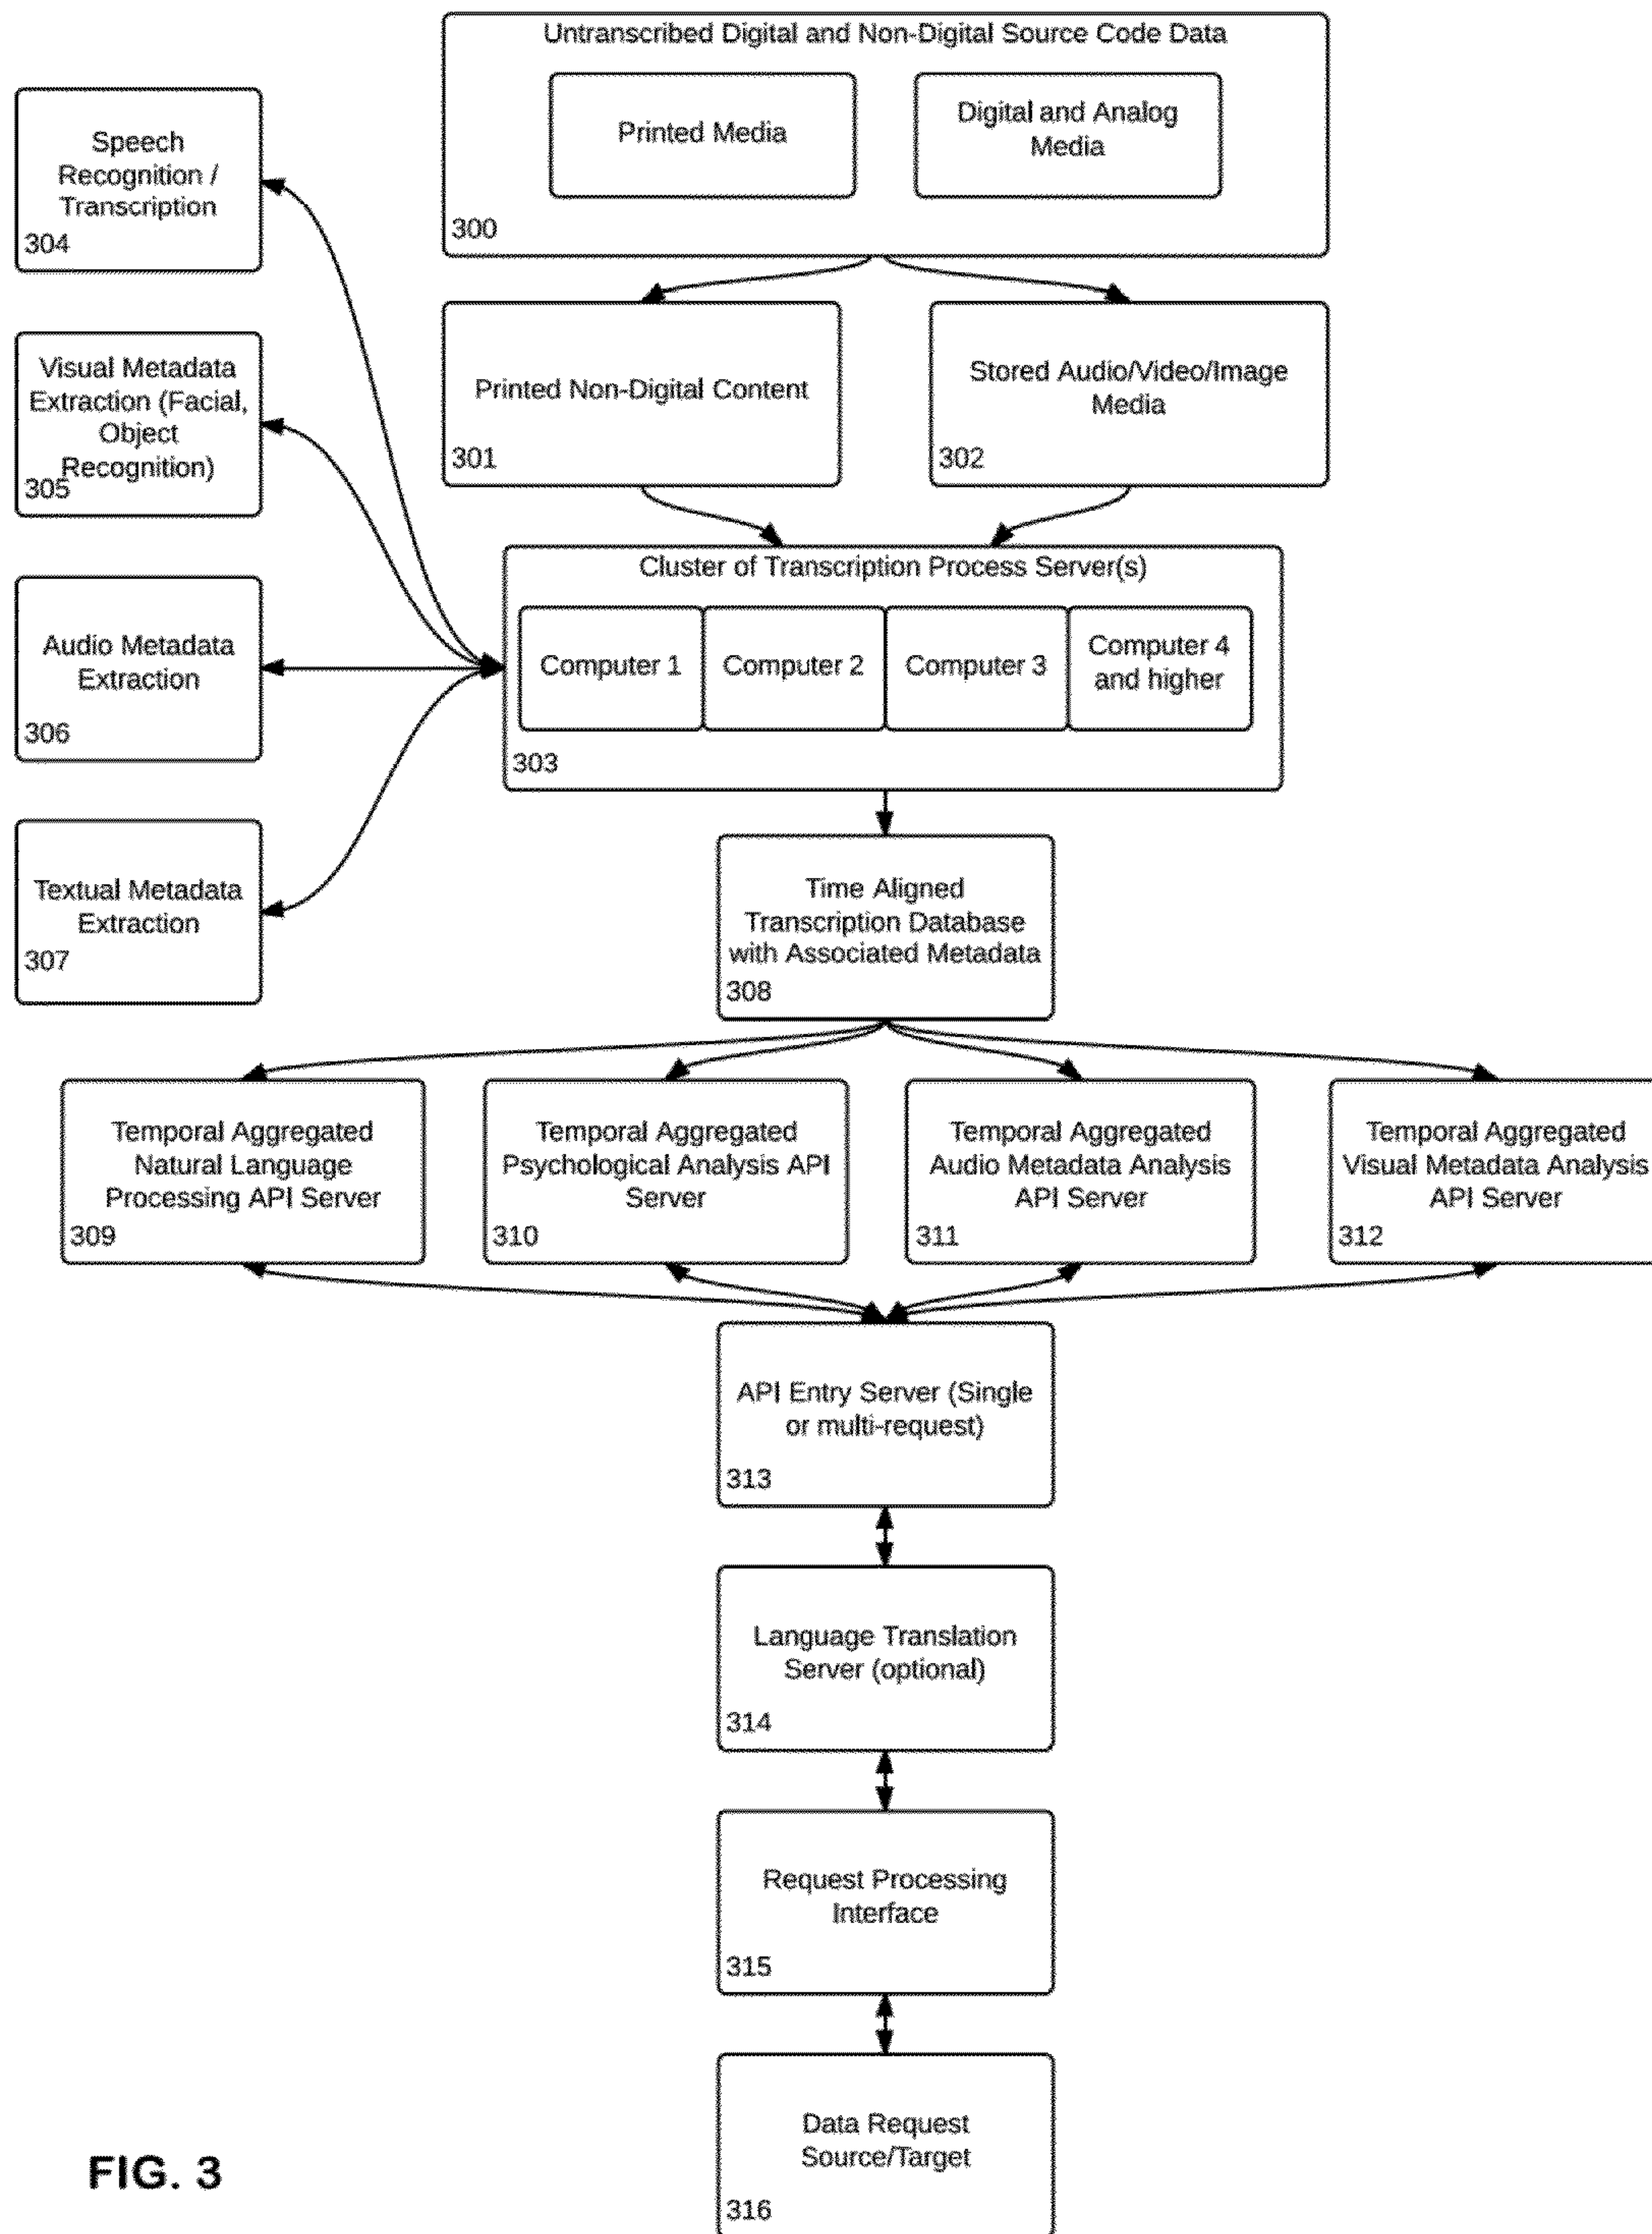 Untranscribed Digital and Non-Digital Source Code Data
Printed Media
Digital and Analog
Media
300
Speech
Recognition /
Transcription
304
Printed Non-Digital Content
301
Stored Audio/Video/Image
Media
302
Visual Metadata
Extraction (Facial,
Object
Recognition)
305
Cluster of Transcription Process Server(s)
Computer 1
Computer 2
Computer 3
Computer 4
and higher
303
Audio Metadata
Extraction
306
Textual Metadata
Extraction
307
Time Aligned
Transcription Database
with Associated Metadata
308
Temporal Aggregated
Natural Language
Processing API Server
309
Temporal Aggregated
Psychological Analysis API
Server
310
Temporal Aggregated
Audio Metadata Analysis
API Server
311
Temporal Aggregated
Visual Metadata Analysis
API Server
312
API Entry Server (Single
or multi-request)
313
Language Translation
Server (optional)
314
Request Processing
Interface
315
Data Request
Source/Target
316
FIG. 3